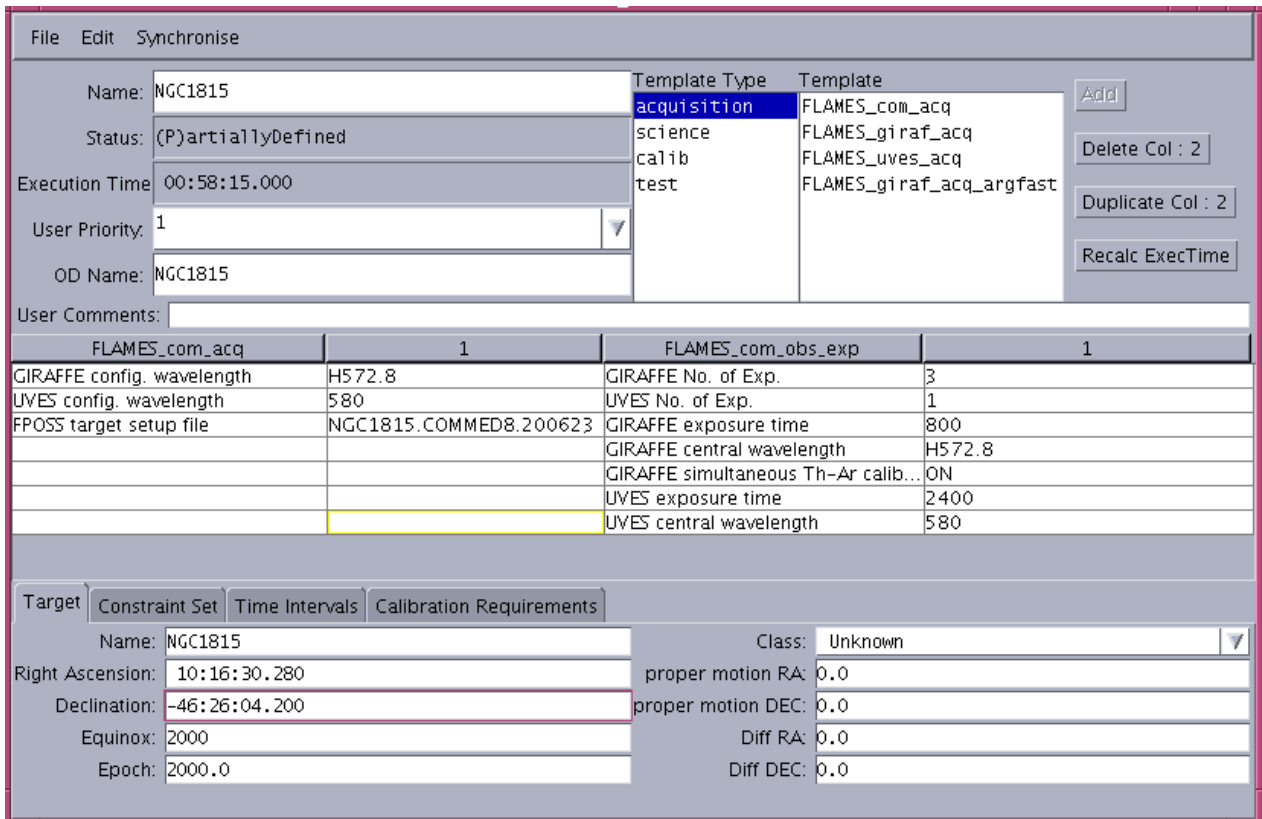 File Edit Synchronise
Name: NGC1815
Status: (P)artiallyDefined
Execution Time 00:58:15.000
User Priority: 1
OD Name: NGC1815
User Comments:
Template Type Template
acquisition FLAMES_com_acq
science FLAMES_giraf_acq
calib FLAMES_uves_acq
test FLAMES_giraf_acq_argfast
Add
Delete Col : 2
Duplicate Col : 2
Recalc ExecTime
FLAMES_com_acq 1 FLAMES_com_obs_exp 1
GIRAFFE config. wavelength H572.8 GIRAFFE No. of Exp. 3
UVES config. wavelength 580 UVES No. of Exp. 1
FPOSS target setup file NGC1815.COMMED8.200623 GIRAFFE exposure time 800
GIRAFFE central wavelength H572.8
GIRAFFE simultaneous Th-Ar calib... ON
UVES exposure time 2400
UVES central wavelength 580
Target Constraint Set Time Intervals Calibration Requirements
Name: NGC1815 Class: Unknown
Right Ascension: 10:16:30.280 proper motion RA: 0.0
Declination: -46:26:04.200 proper motion DEC: 0.0
Equinox: 2000 Diff RA: 0.0
Epoch: 2000.0 Diff DEC: 0.0